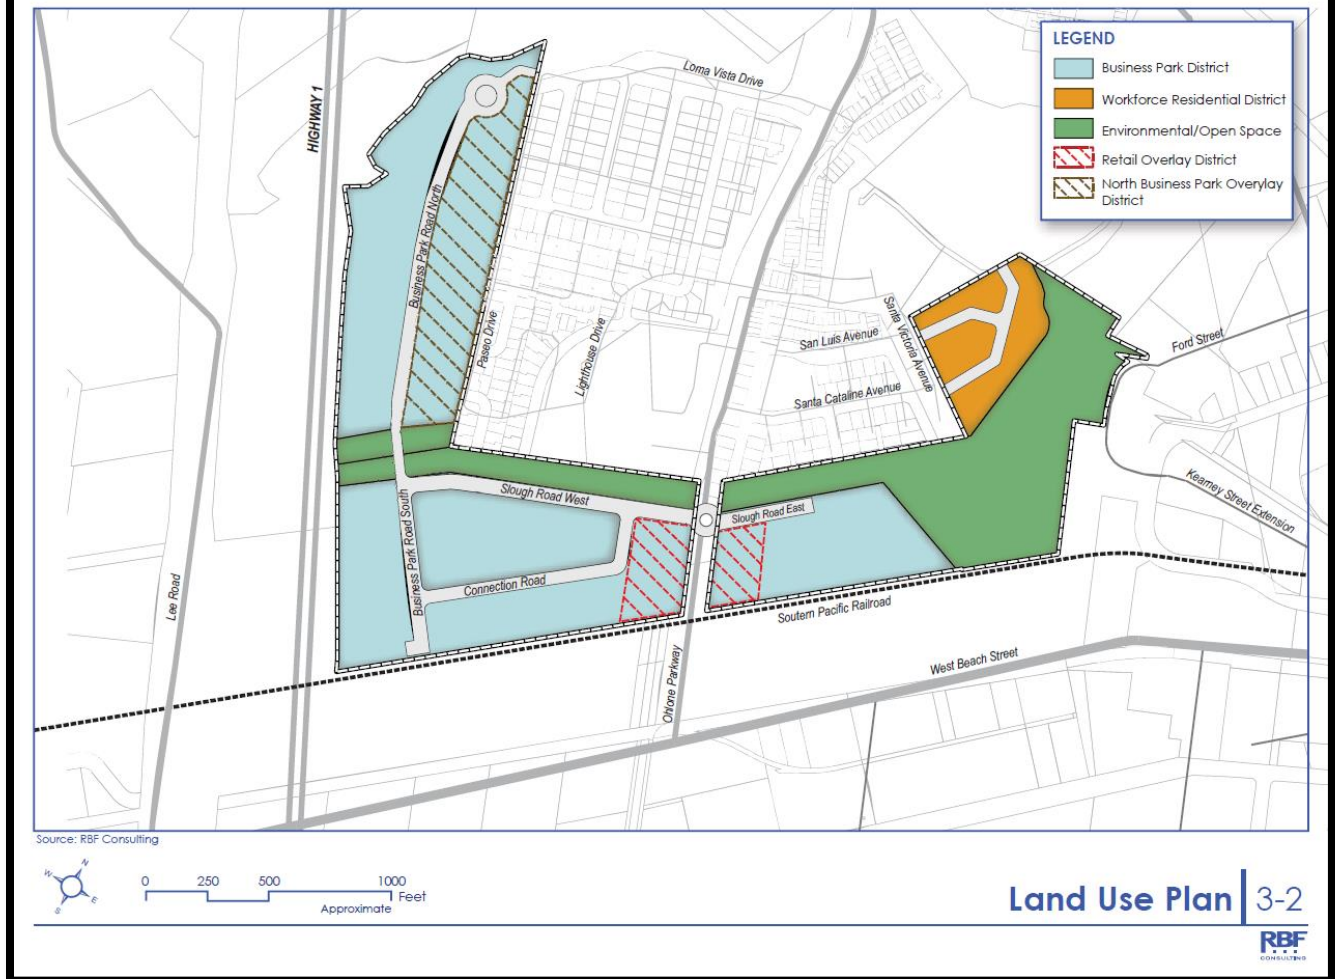 LEGEND
Business Park District
Workforce Residential District
Environmental/Open Space
Retail Overlay District
North Business Park Overylay
District
Loma Vista Drive
HIGHWAY 1
Business Park Road North
Paseo Drive
Lighthouse Drive
San Luis Avenue
Santa Victoria Avenue
Santa Cataline Avenue
Ford Street
Kearney Street Extension
Slough Road West
Slough Road East
Business Park Road South
Connection Road
Lee Road
Soutern Pacific Railroad
West Beach Street
Ohlone Parkway
Source: RBF Consulting
N
W
E
S
0 250 500 1000
Feet
Approximate
Land Use Plan 3-2
RBF
CONSULTING